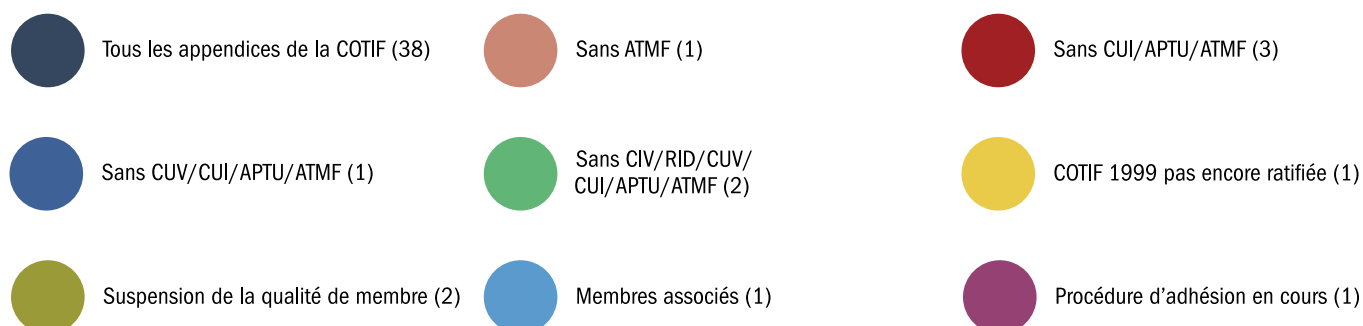 Tous les appendices de la COTIF (38)
Sans ATMF (1)
Sans CUI/APTU/ATMF (3)
Sans CUV/CUI/APTU/ATMF (1)
Sans CIV/RID/CUV/
CUI/APTU/ATMF (2)
COTIF 1999 pas encore ratifiée (1)
Suspension de la qualité de membre (2)
Membres associés (1)
Procédure d’adhésion en cours (1)